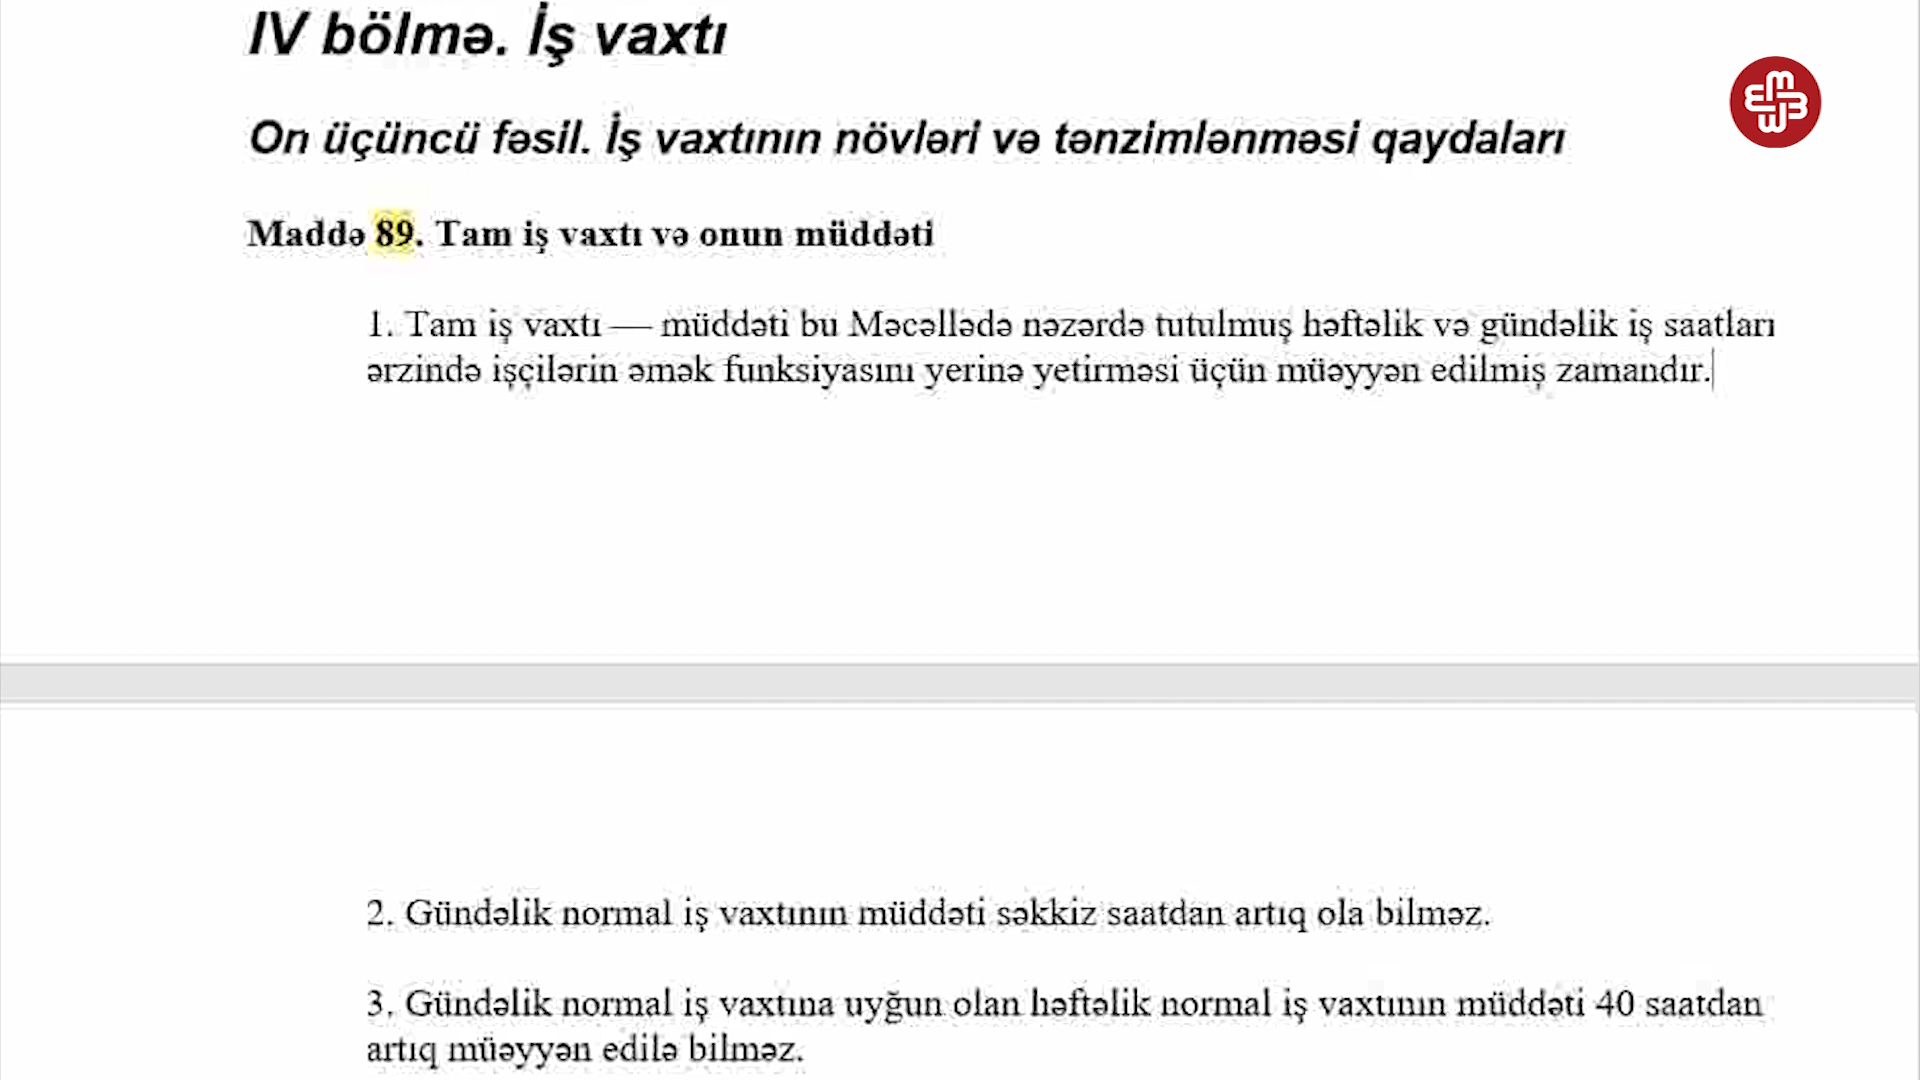 IV bölmə. İş vaxtı
On üçüncü fəsil. İş vaxtının növləri və tənzimlənməsi qaydaları
Maddə 89. Tam iş vaxtı və onun müddəti
1. Tam iş vaxtı — müddəti bu Məcəllədə nəzərdə tutulmuş həftəlik və gündəlik iş saatları
ərzində işçilərin əmək funksiyasını yerinə yetirməsi üçün müəyyən edilmiş zamandır.
2. Gündəlik normal iş vaxtının müddəti səkkiz saatdan artıq ola bilməz.
3. Gündəlik normal iş vaxtına uyğun olan həftəlik normal iş vaxtının müddəti 40 saatdan
artıq müəyyən edilə bilməz.